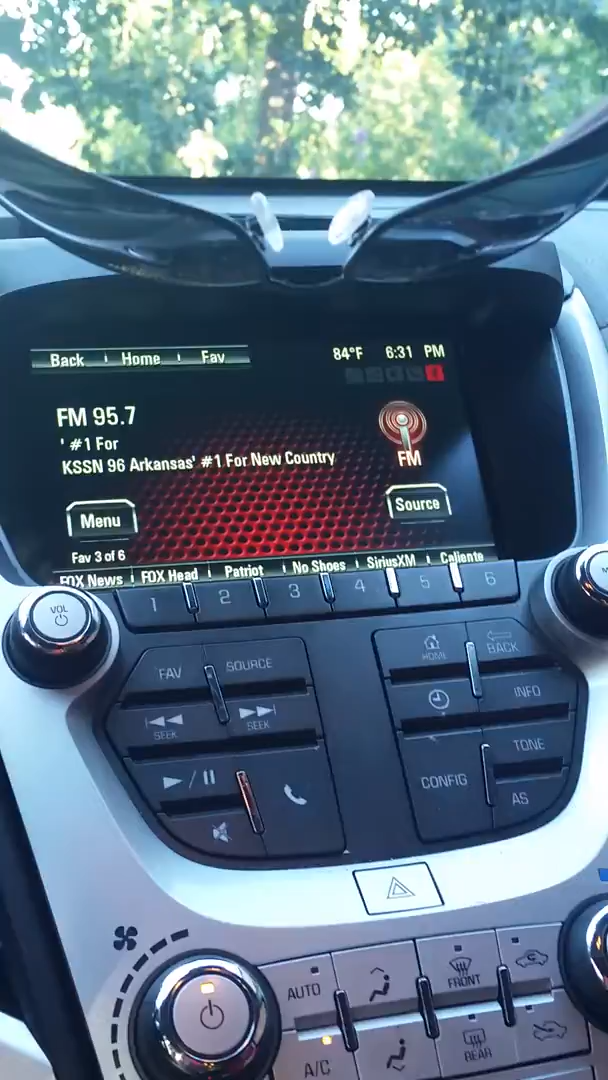 Back Home Fav 84°F 6:31 PM
FM 95.7
' #1 For
KSSN 96 Arkansas' #1 For New Country
FM
Menu
Source
Fav 3 of 6
FOX News FOX Head Patriot No Shoes SiriusXM Caliente
1 2 3 4 5 6
VOL
M
FAV SOURCE
HOME BACK
SEEK SEEK
INFO
TONE
CONFIG
AS
AUTO
FRONT
A/C
REAR